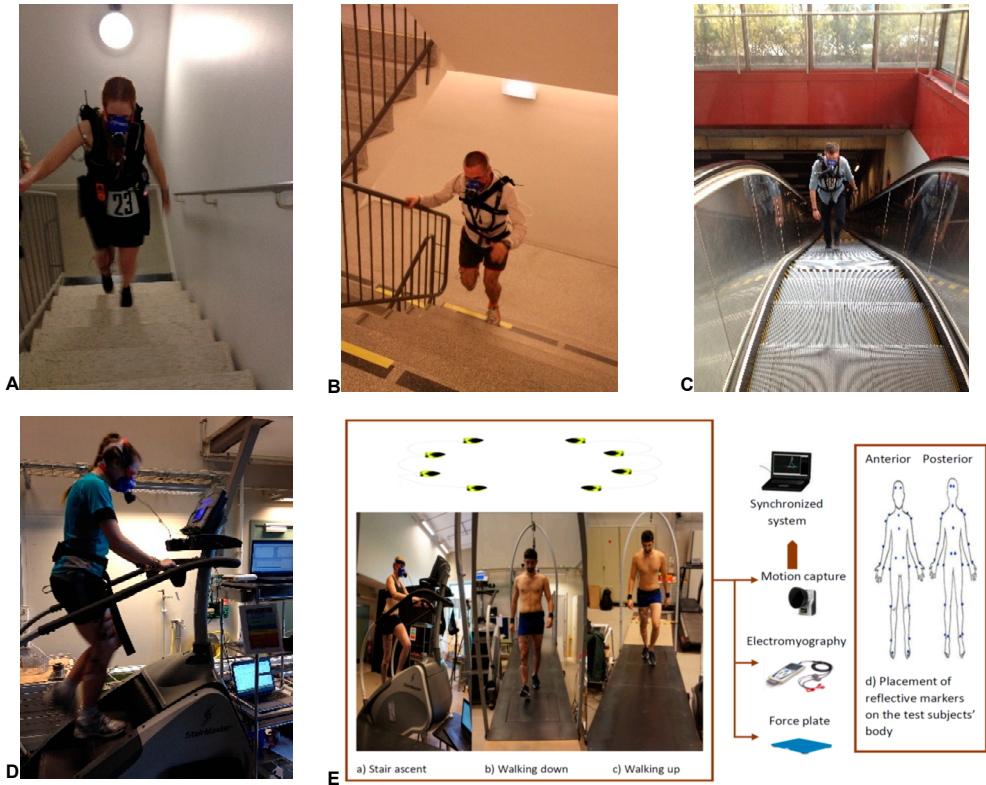 A
23
B
C
D
StairMaster
E
a) Stair ascent
b) Walking down
c) Walking up
Synchronized
system
Motion capture
Electromyography
Force plate
Anterior
Posterior
d) Placement of
reflective markers
on the test subjects'
body